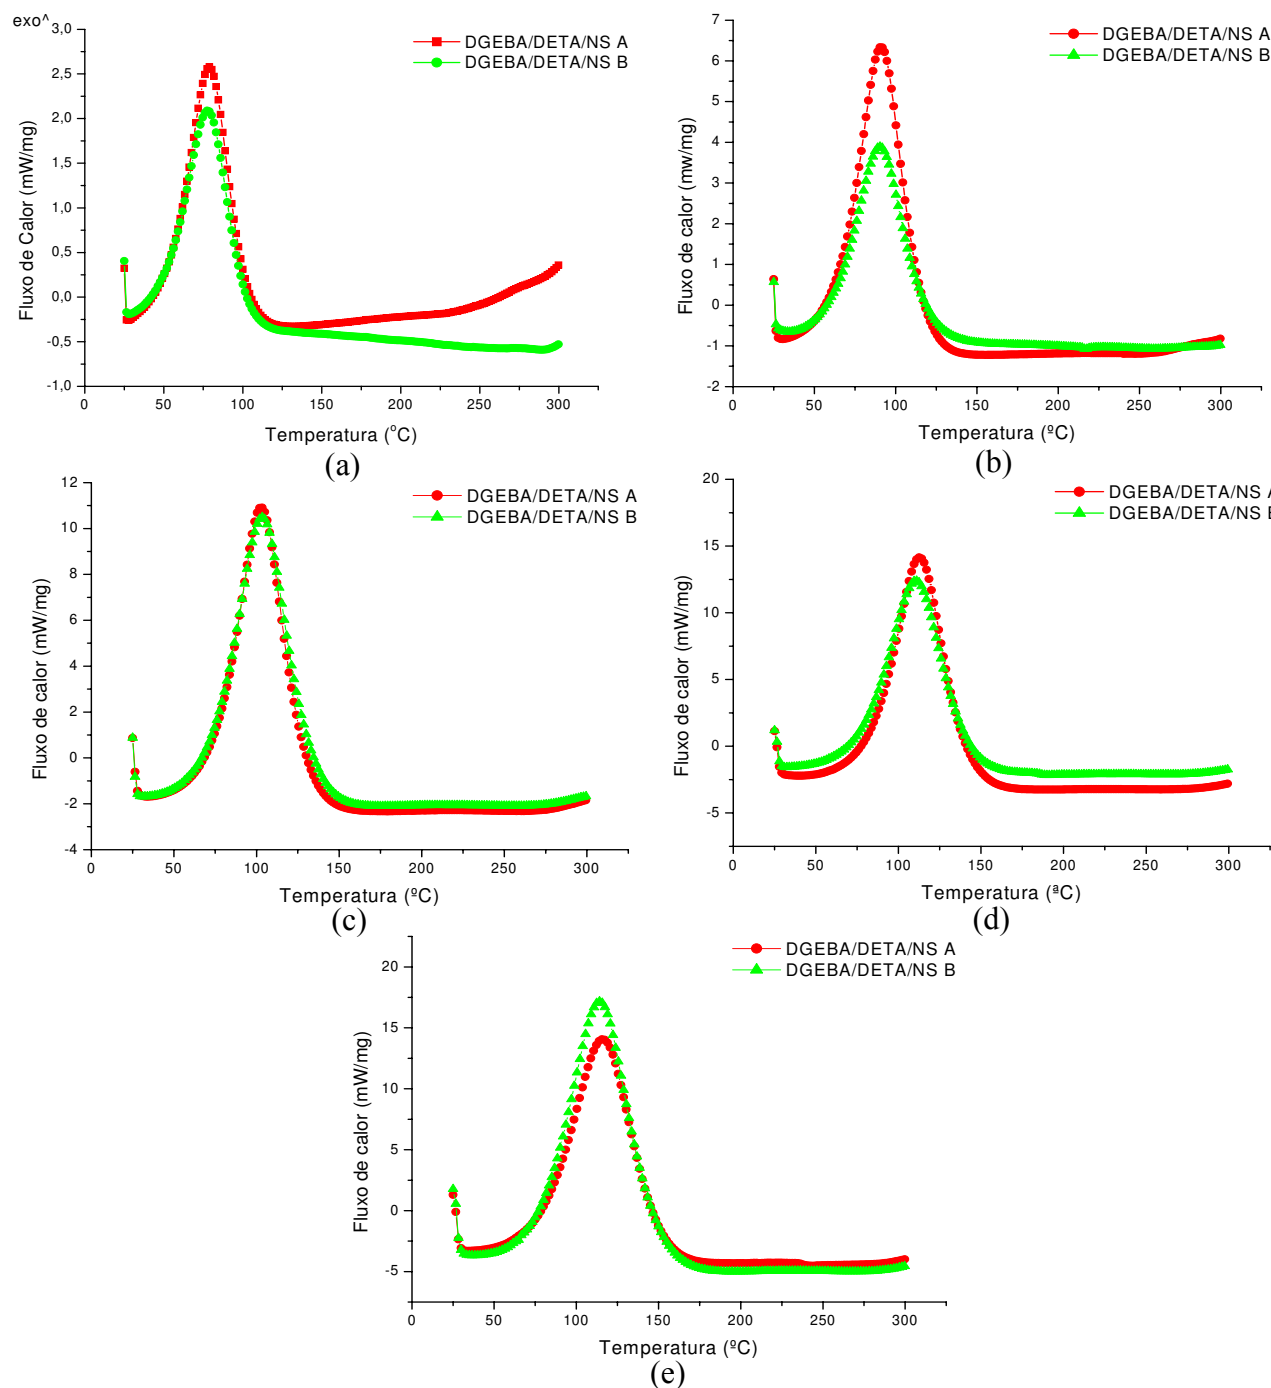 exo^
3,0
2,5
2,0
1,5
1,0
0,5
0,0
-0,5
-1,0
0 50 100 150 200 250 300
Fluxo de Calor (mW/mg)
Temperatura (°C)
DGEBA/DETA/NS A
DGEBA/DETA/NS B
(a)
7
6
5
4
3
2
1
0
-1
-2
0 50 100 150 200 250 300
Fluxo de calor (mw/mg)
Temperatura (ºC)
DGEBA/DETA/NS A
DGEBA/DETA/NS B
(b)
12
10
8
6
4
2
0
-2
-4
0 50 100 150 200 250 300
Fluxo de calor (mW/mg)
Temperatura (ºC)
DGEBA/DETA/NS A
DGEBA/DETA/NS B
(c)
20
15
10
5
0
-5
0 50 100 150 200 250 300
Fluxo de calor (mW/mg)
Temperatura (ªC)
DGEBA/DETA/NS A
DGEBA/DETA/NS B
(d)
20
15
10
5
0
-5
0 50 100 150 200 250 300
Fluxo de calor (mW/mg)
Temperatura (ºC)
DGEBA/DETA/NS A
DGEBA/DETA/NS B
(e)